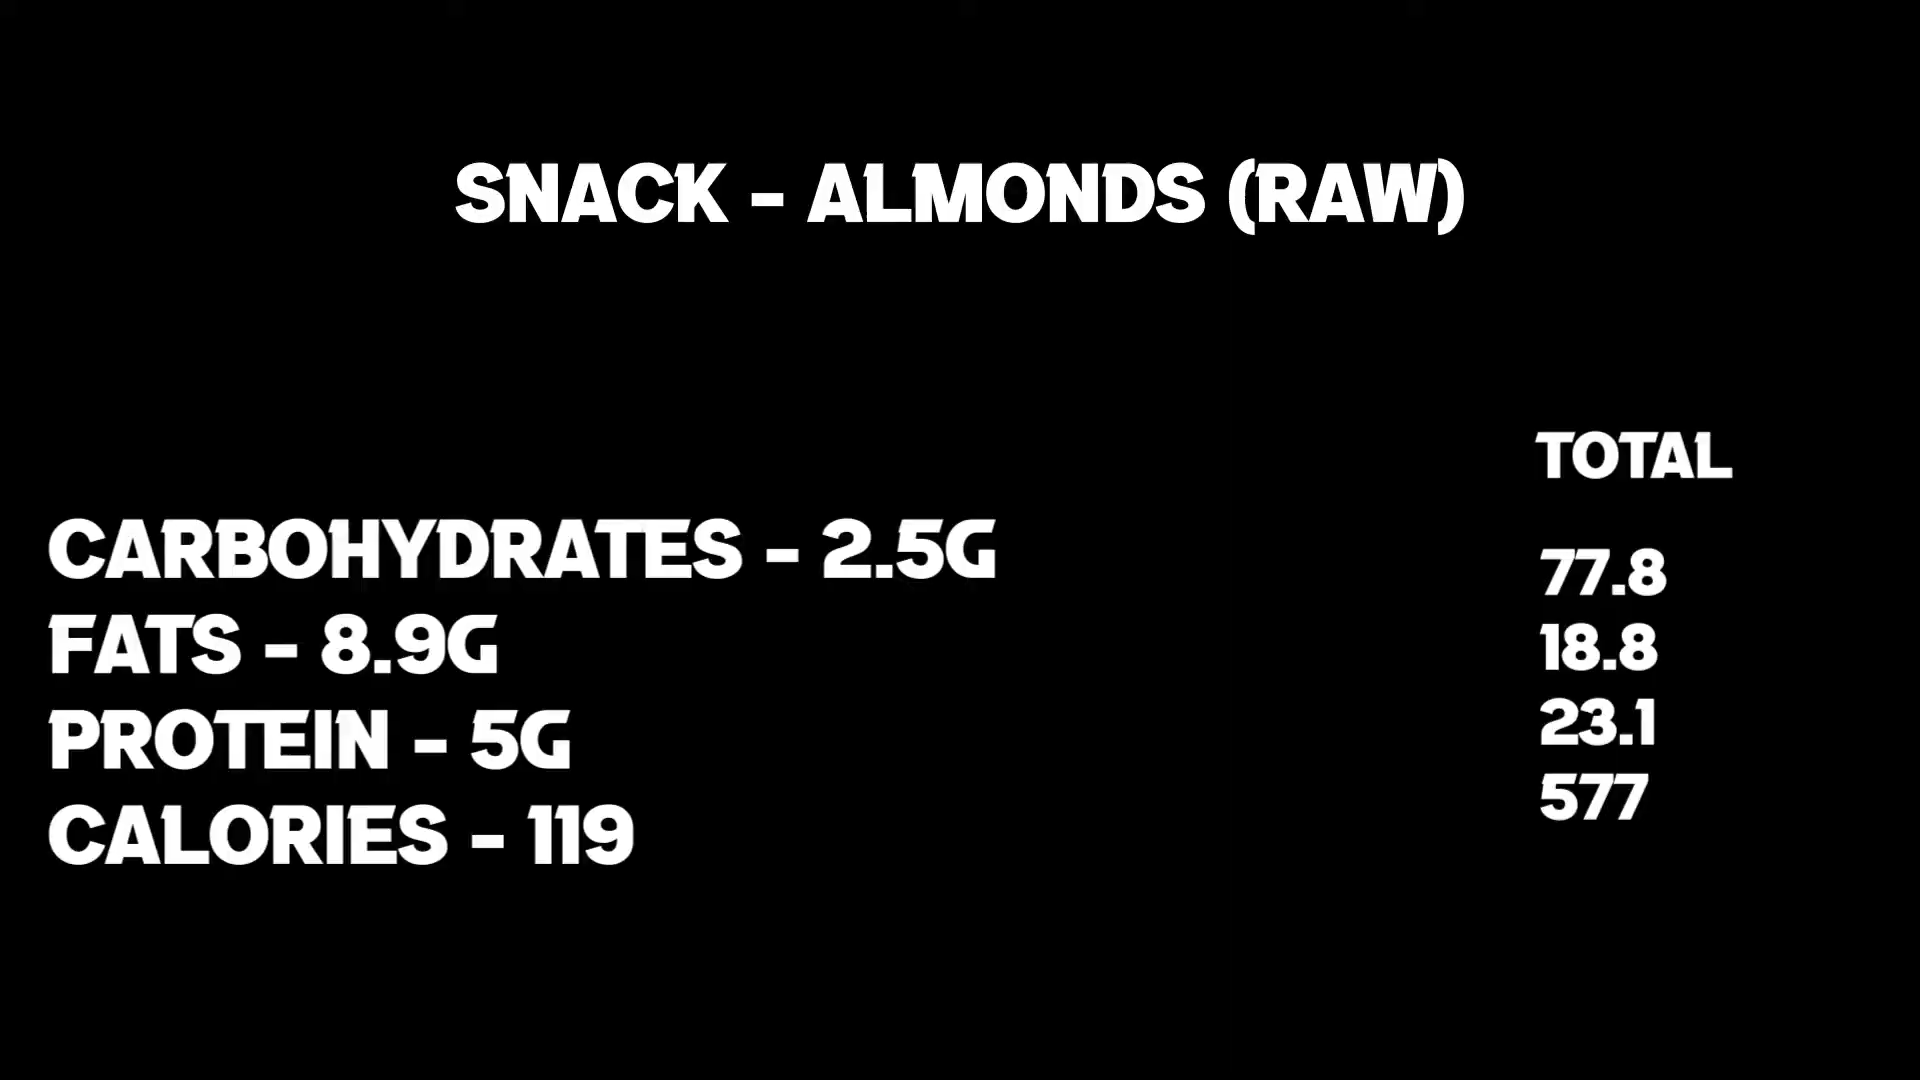 SNACK - ALMONDS (RAW)
TOTAL
CARBOHYDRATES - 2.5G
FATS - 8.9G
PROTEIN - 5G
CALORIES - 119
77.8
18.8
23.1
577